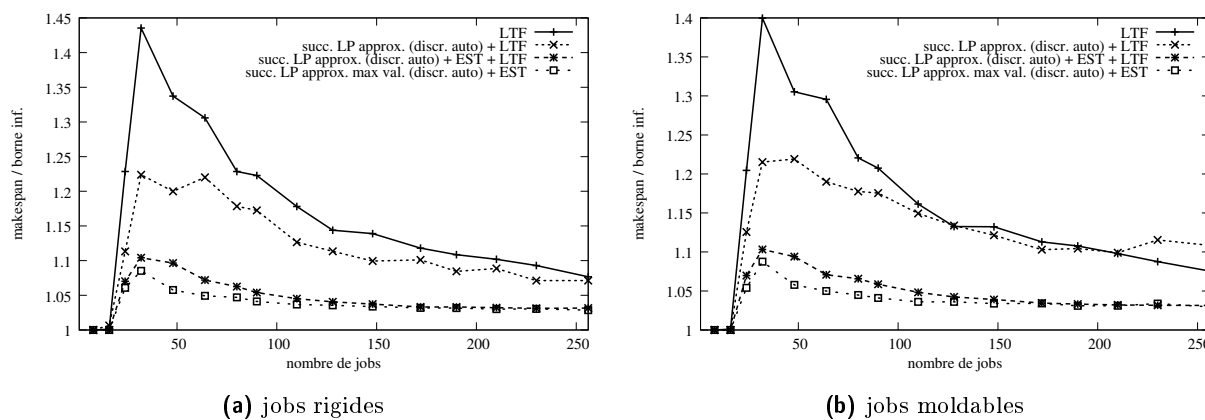 1.45
1.4
1.35
1.3
1.25
1.2
1.15
1.1
1.05
1
makespan / borne inf.
50
100
150
200
250
nombre de jobs
LTF
succ. LP approx. (discr. auto) + LTF
succ. LP approx. (discr. auto) + EST + LTF
succ. LP approx. max val. (discr. auto) + EST
(a) jobs rigides
1.4
1.35
1.3
1.25
1.2
1.15
1.1
1.05
1
makespan / borne inf.
50
100
150
200
250
nombre de jobs
LTF
succ. LP approx. (discr. auto) + LTF
succ. LP approx. (discr. auto) + EST + LTF
succ. LP approx. max val. (discr. auto) + EST
(b) jobs moldables